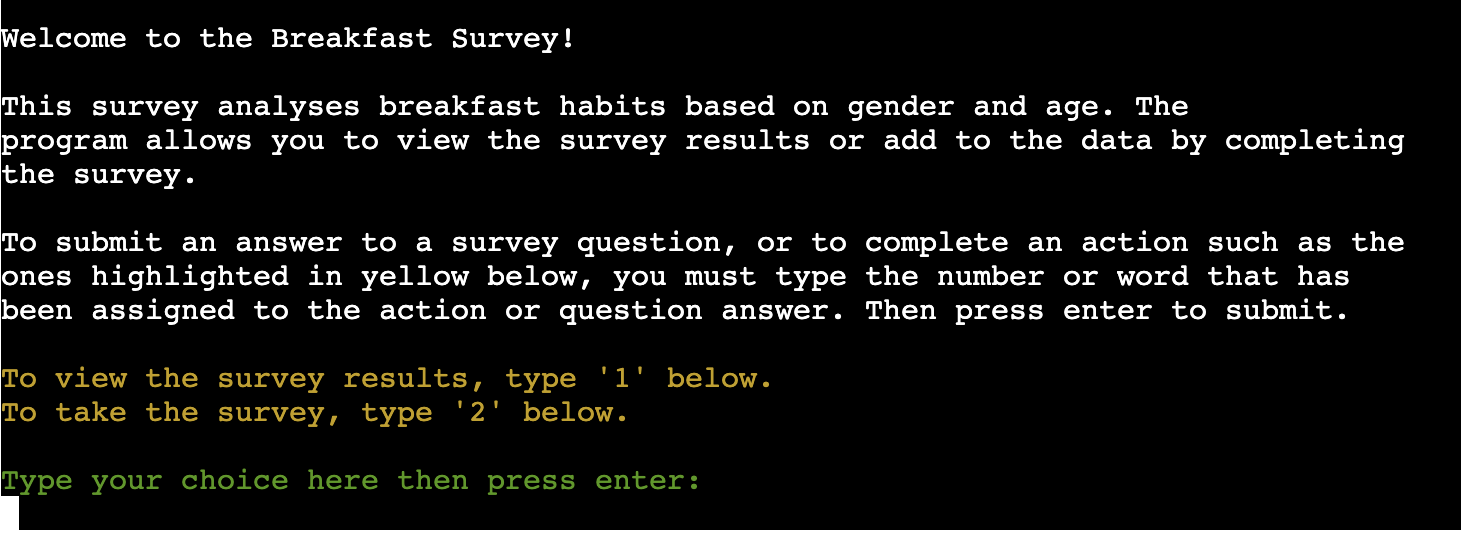 Welcome to the Breakfast Survey!
This survey analyses breakfast habits based on gender and age. The
program allows you to view the survey results or add to the data by completing
the survey.
To submit an answer to a survey question, or to complete an action such as the
ones highlighted in yellow below, you must type the number or word that has
been assigned to the action or question answer. Then press enter to submit.
To view the survey results, type '1' below.
To take the survey, type '2' below.
Type your choice here then press enter: